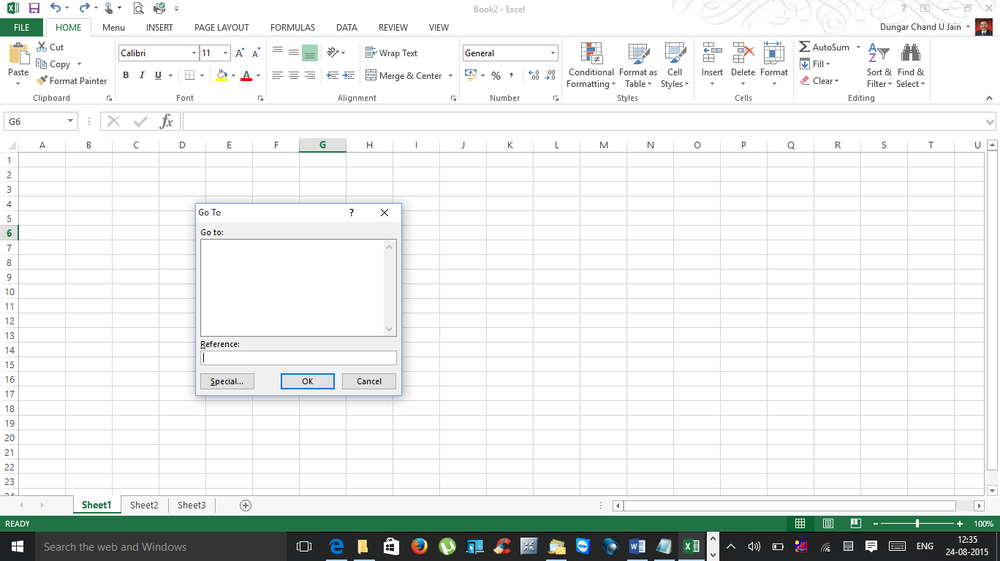 Book2 - Excel
FILE HOME Menu INSERT PAGE LAYOUT FORMULAS DATA REVIEW VIEW Dungar Chand U Jain
Paste Cut Calibri 11 Wrap Text General Conditional Formatting Format as Table Cell Styles Insert Delete Format AutoSum Sort & Filter Find & Select
Copy Fill
Format Painter B I U A Merge & Center % , Clear
Clipboard Font Alignment Number Styles Cells Editing
G6 fx
A B C D E F G H I J K L M N O P Q R S T U
1
2
3
4
5
6
7
8
9
10
11
12
13
14
15
16
17
18
19
20
21
22
23
24
Go To ?
Go to:
Reference:
Special... OK Cancel
Sheet1 Sheet2 Sheet3
READY 100%
Search the web and Windows ENG 12:35
24-08-2015